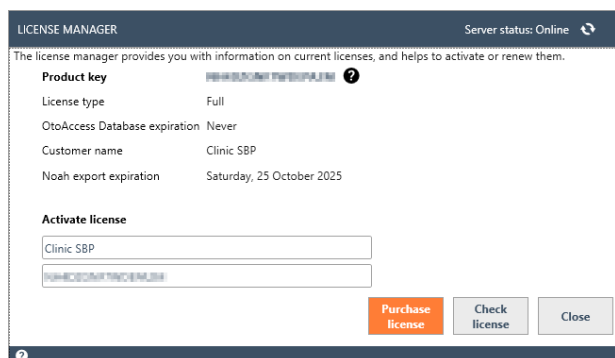 LICENSE MANAGER
Server status: Online
The license manager provides you with information on current licenses, and helps to activate or renew them.
Product key
License type Full
OtoAccess Database expiration Never
Customer name Clinic SBP
Noah export expiration Saturday, 25 October 2025
Activate license
Clinic SBP
Purchase license
Check license
Close